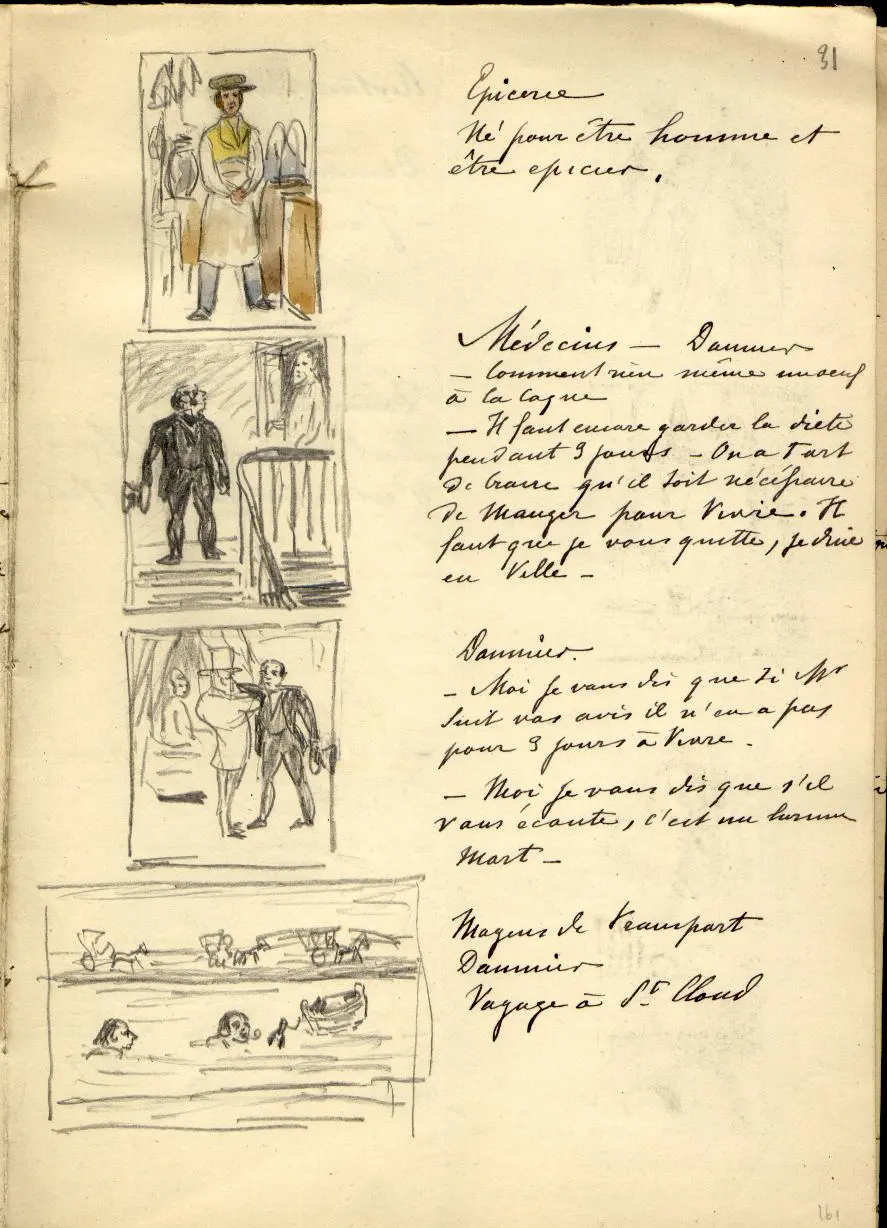 31
Epicerie
Né pour être homme et
être epicier.
Médecins — Daumier
— Comment rien même un oeuf
à la coque
— Il faut encore garder la diete
pendant 3 jours — On a tort
de croire qu'il soit nécéssaire
de manger pour vivre. Il
faut que je vous quitte, je dine
en Ville —
Daumier.
— Moi je vous dis que si Mr
suit vos avis il n'en a pas
pour 3 jours à vivre.
— Moi je vous dis que s'il
vous écoute, c'est un homme
mort —
Moyens de Transport
Daumier
Voyage à St Cloud
161